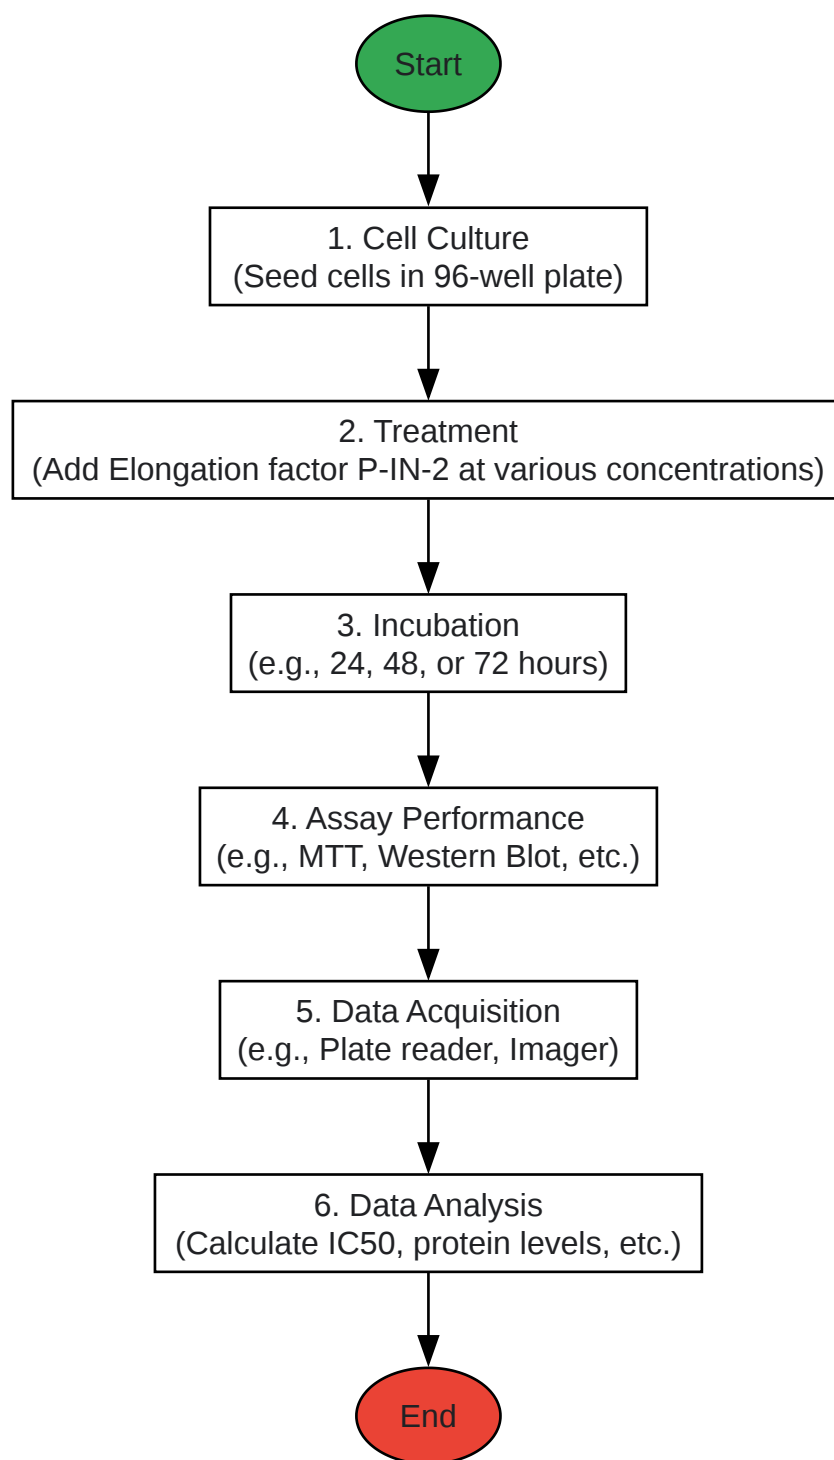 Start
1. Cell Culture
(Seed cells in 96-well plate)
2. Treatment
(Add Elongation factor P-IN-2 at various concentrations)
3. Incubation
(e.g., 24, 48, or 72 hours)
4. Assay Performance
(e.g., MTT, Western Blot, etc.)
5. Data Acquisition
(e.g., Plate reader, Imager)
6. Data Analysis
(Calculate IC50, protein levels, etc.)
End